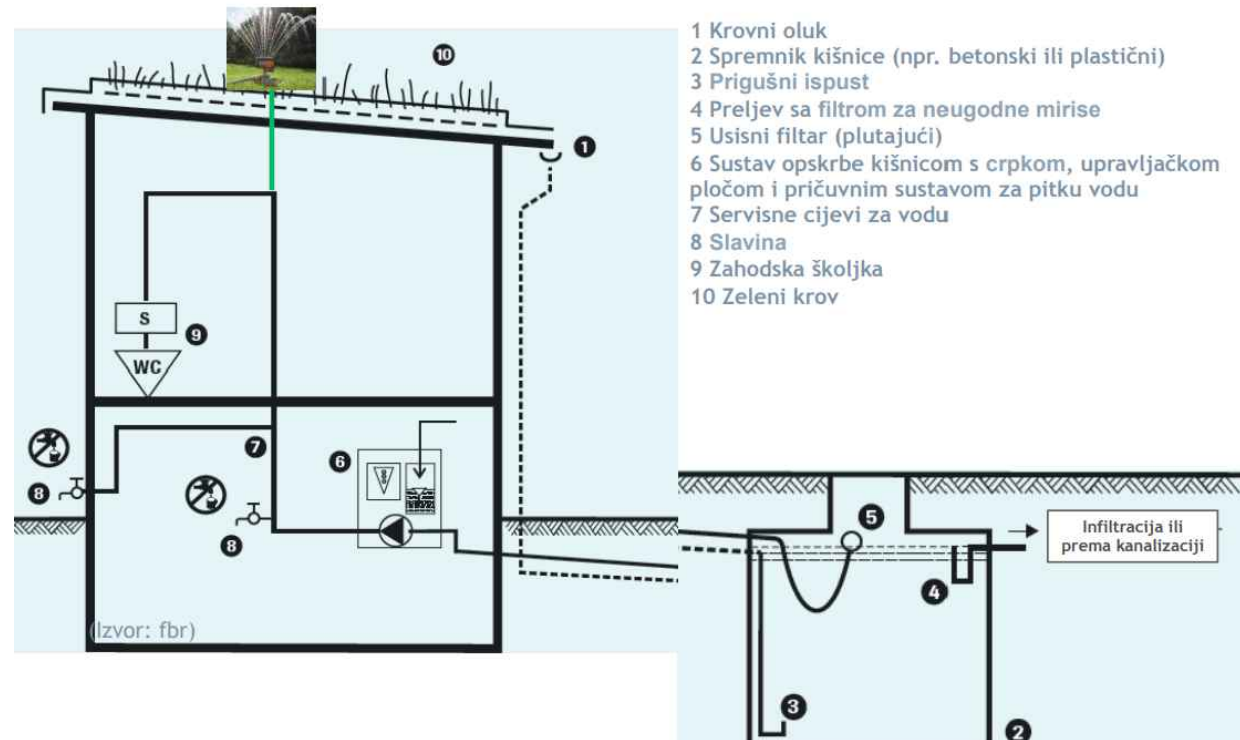 1 Krovni oluk
2 Spremnik kišnice (npr. betonski ili plastični)
3 Prigušni ispust
4 Preljev sa filtrom za neugodne mirise
5 Usisni filtar (plutajući)
6 Sustav opskrbe kišnicom s crpkom, upravljačkom
pločom i pričuvnim sustavom za pitku vodu
7 Servisne cijevi za vodu
8 Slavina
9 Zahodska školjka
10 Zeleni krov
10
1
S
9
WC
7
6
8
8
(Izvor: fbr)
5
Infiltracija ili
prema kanalizaciji
4
3
2